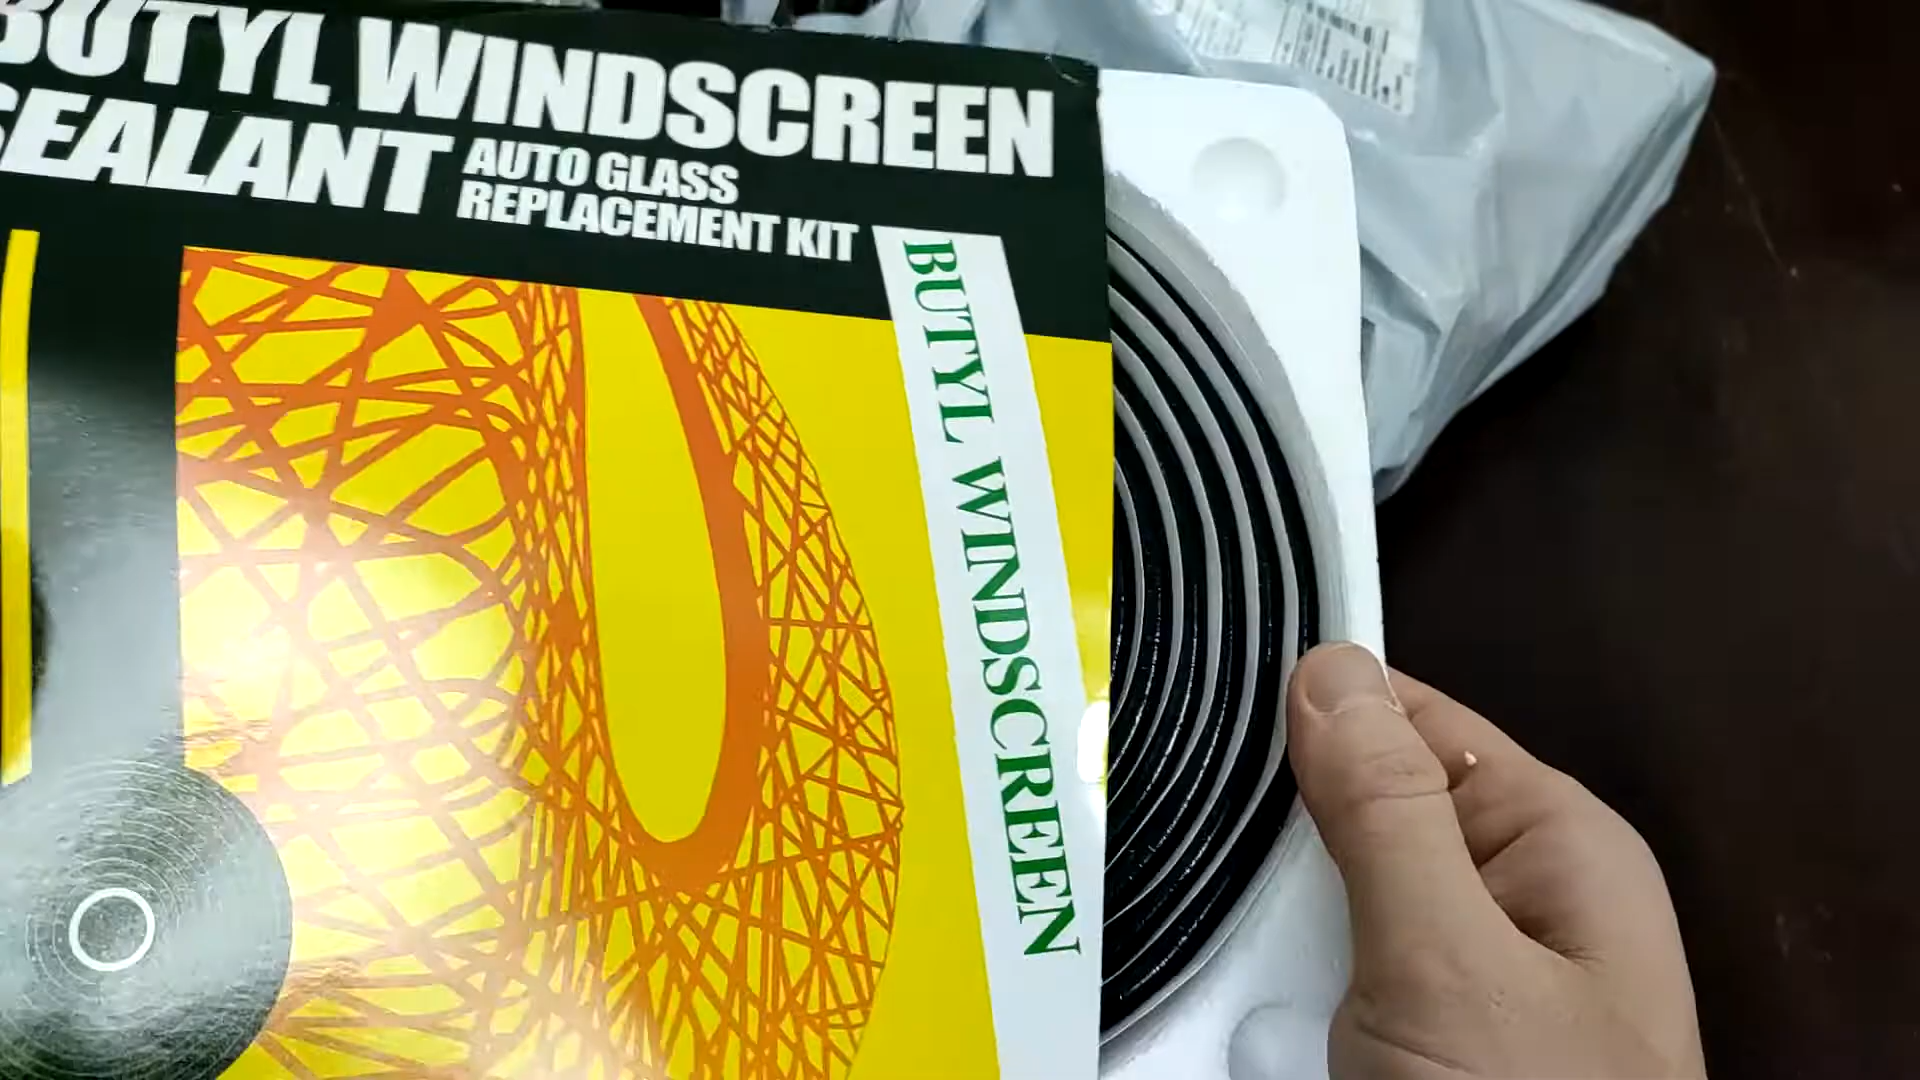 BUTYL WINDSCREEN
SEALANT
AUTO GLASS
REPLACEMENT KIT
BUTYL WINDSCREEN